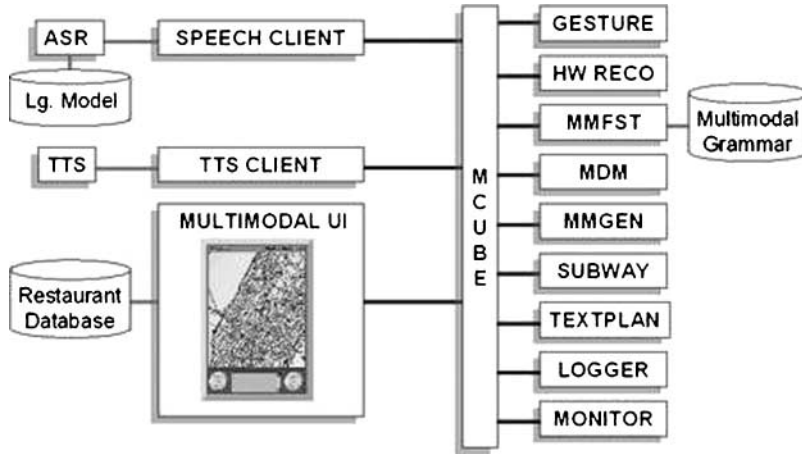 ASR
SPEECH CLIENT
Lg. Model
TTS
TTS CLIENT
MULTIMODAL UI
Restaurant
Database
MCUBE
GESTURE
HW RECO
MMFST
Multimodal
Grammar
MDM
MMGEN
SUBWAY
TEXTPLAN
LOGGER
MONITOR